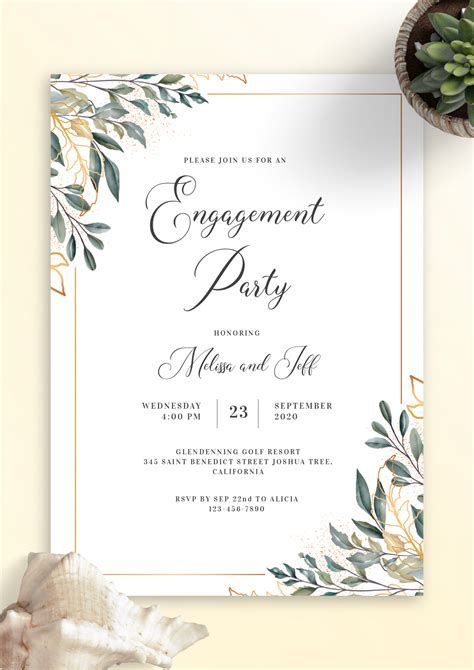 PLEASE JOIN US FOR AN
Engagement
Party
HONORING
Melissa and Jeff
WEDNESDAY 23 SEPTEMBER
4:00 PM 2020
GLENDENNING GOLF RESORT
345 SAINT BENEDICT STREET JOSHUA TREE,
CALIFORNIA
RSVP BY SEP 22nd TO ALICIA
123-456-7890